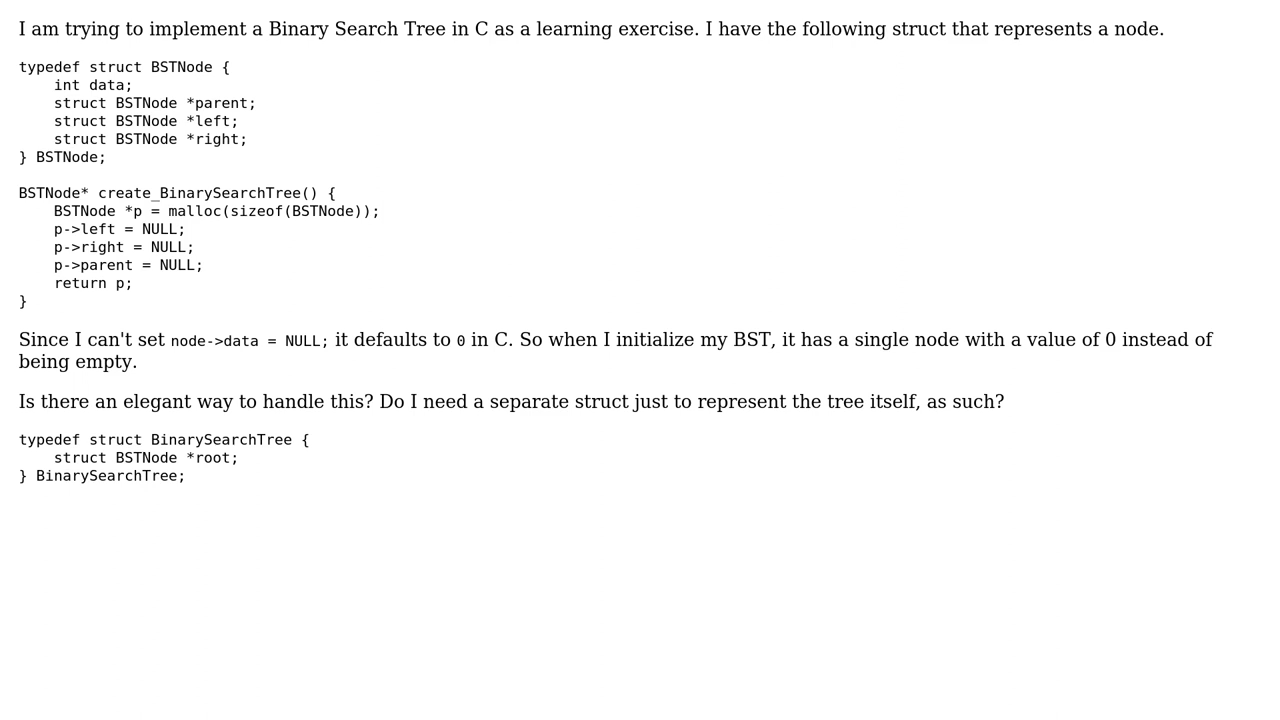 I am trying to implement a Binary Search Tree in C as a learning exercise. I have the following struct that represents a node.
typedef struct BSTNode {
    int data;
    struct BSTNode *parent;
    struct BSTNode *left;
    struct BSTNode *right;
} BSTNode;
BSTNode* create_BinarySearchTree() {
    BSTNode *p = malloc(sizeof(BSTNode));
    p->left = NULL;
    p->right = NULL;
    p->parent = NULL;
    return p;
}
Since I can't set node->data = NULL; it defaults to 0 in C. So when I initialize my BST, it has a single node with a value of 0 instead of
being empty.
Is there an elegant way to handle this? Do I need a separate struct just to represent the tree itself, as such?
typedef struct BinarySearchTree {
    struct BSTNode *root;
} BinarySearchTree;